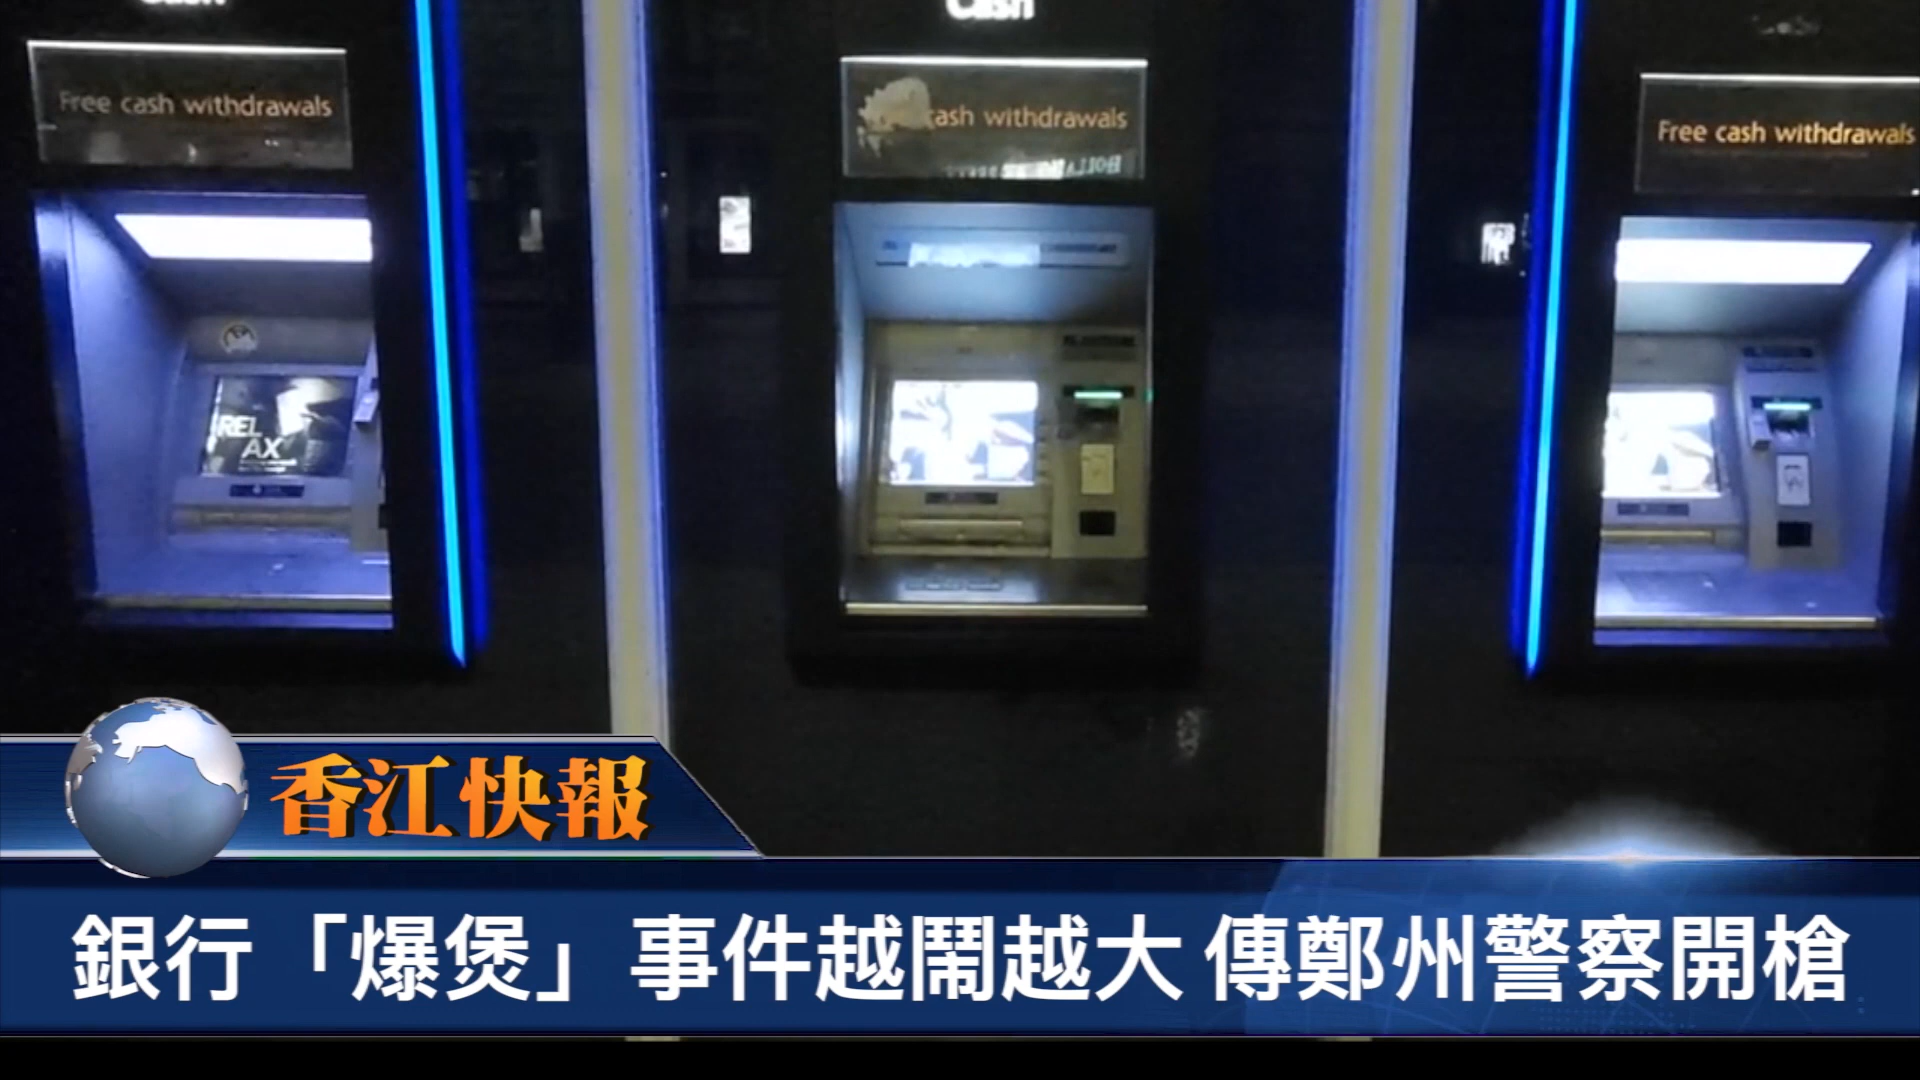 Cash
Cash
Free cash withdrawals
cash withdrawals
Free cash withdrawals
REL
AX
香江快報
銀行「爆煲」事件越鬧越大 傳鄭州警察開槍